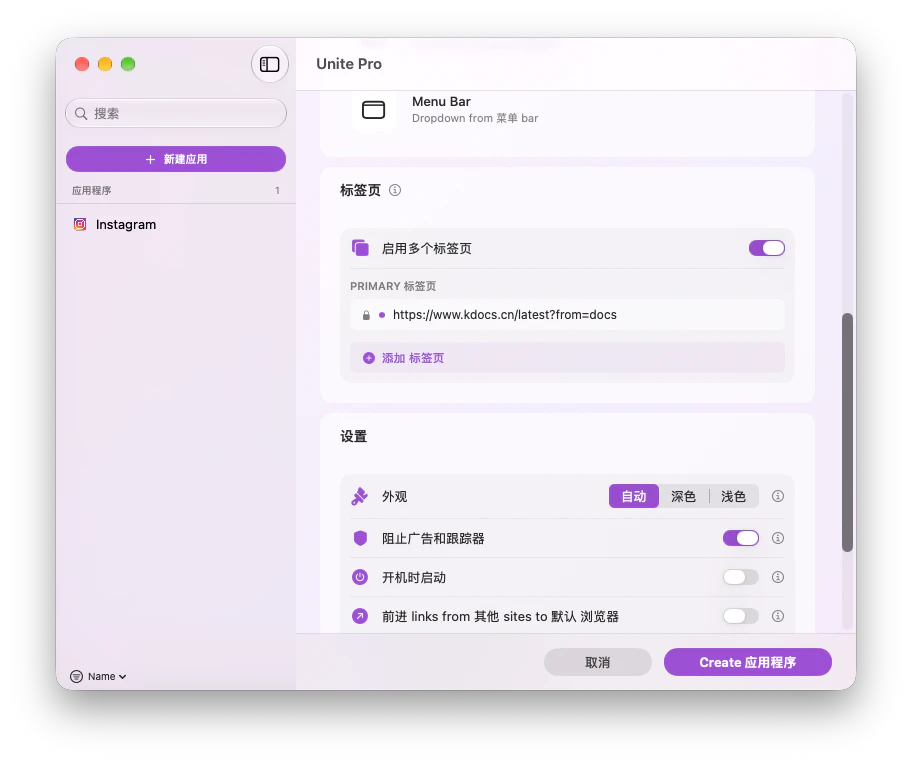 Unite Pro
搜索
新建应用
应用程序 1
Instagram
Name
Menu Bar
Dropdown from 菜单 bar
标签页
启用多个标签页
PRIMARY 标签页
https://www.kdocs.cn/latest?from=docs
添加 标签页
设置
外观 自动 深色 浅色
阻止广告和跟踪器
开机时启动
前进 links from 其他 sites to 默认 浏览器
取消 Create 应用程序